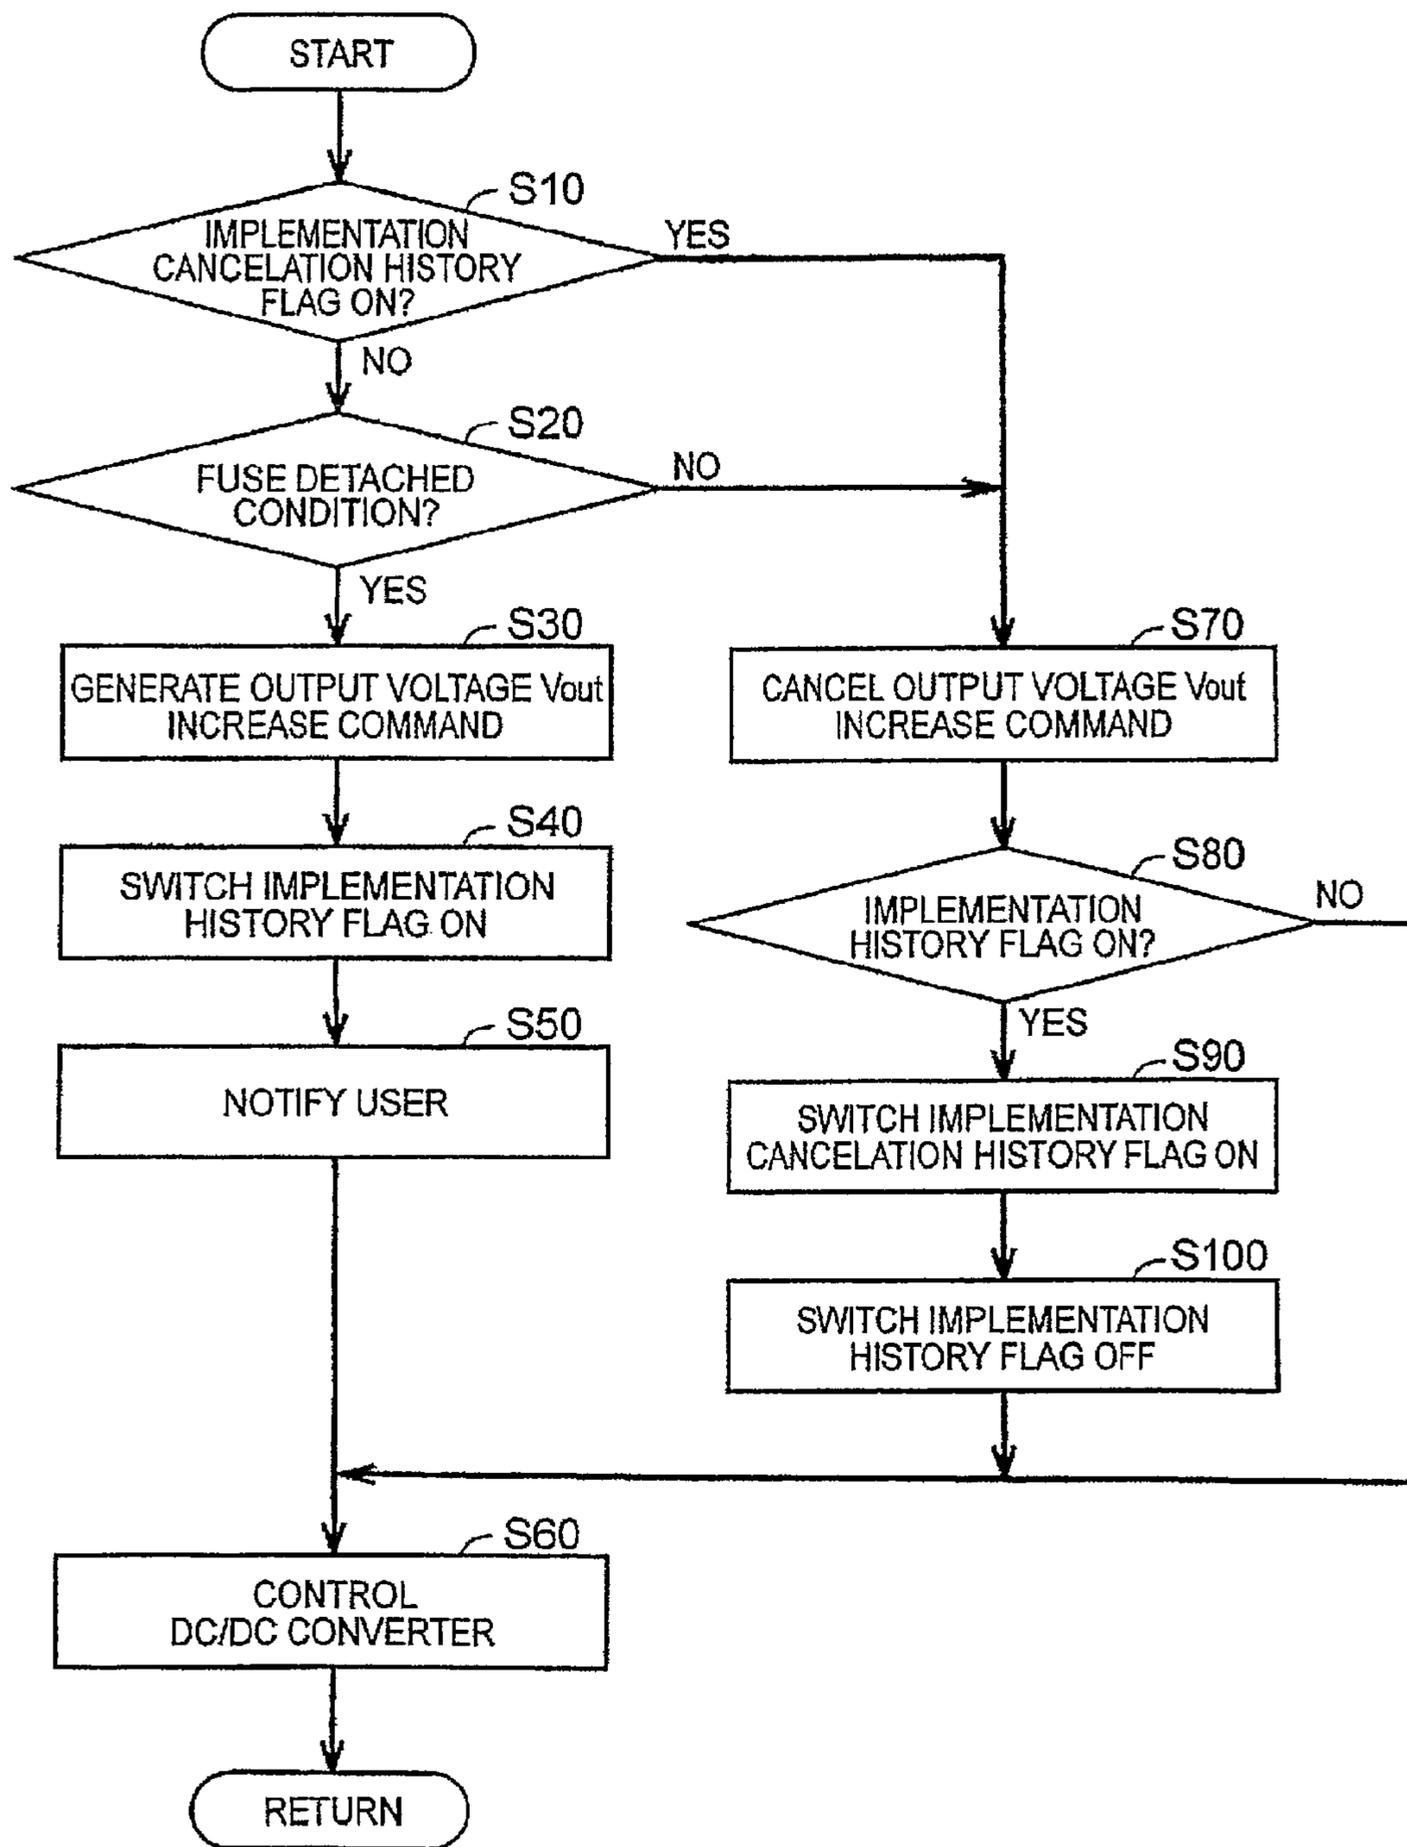 START
S10
IMPLEMENTATION
CANCELATION HISTORY
FLAG ON?
YES
NO
S20
FUSE DETACHED
CONDITION?
NO
YES
S30
GENERATE OUTPUT VOLTAGE Vout
INCREASE COMMAND
S70
CANCEL OUTPUT VOLTAGE Vout
INCREASE COMMAND
S40
SWITCH IMPLEMENTATION
HISTORY FLAG ON
S80
IMPLEMENTATION
HISTORY FLAG ON?
NO
YES
S50
NOTIFY USER
S90
SWITCH IMPLEMENTATION
CANCELATION HISTORY FLAG ON
S100
SWITCH IMPLEMENTATION
HISTORY FLAG OFF
S60
CONTROL
DC/DC CONVERTER
RETURN